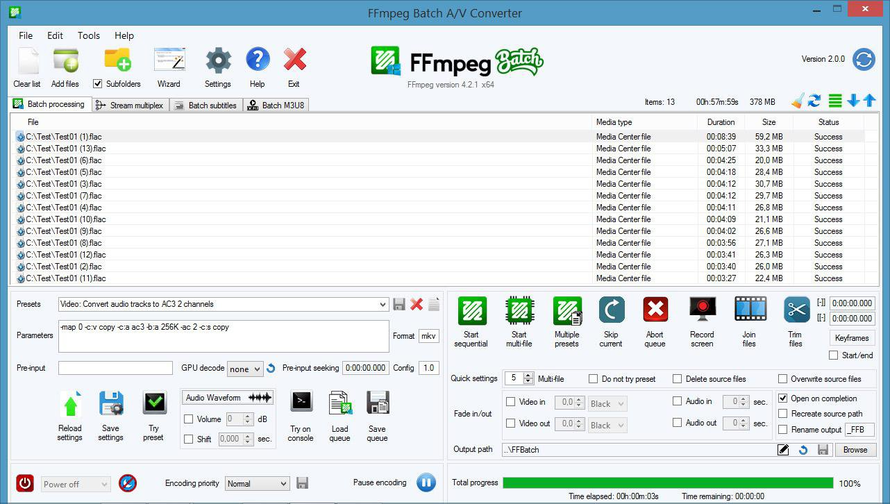 FFmpeg Batch A/V Converter
File Edit Tools Help
Clear list Add files Subfolders Wizard Settings Help Exit
FFmpeg Batch
FFmpeg version 4.2.1 x64
Version 2.0.0
Batch processing Stream multiplex Batch subtitles Batch M3U8 Items: 13 00h:57m:59s 378 MB
File Media type Duration Size Status
C:\Test\Test01 (1).flac Media Center file 00:08:39 59,2 MB Success
C:\Test\Test01 (13).flac Media Center file 00:05:07 33,3 MB Success
C:\Test\Test01 (6).flac Media Center file 00:04:25 20,0 MB Success
C:\Test\Test01 (5).flac Media Center file 00:04:18 28,4 MB Success
C:\Test\Test01 (3).flac Media Center file 00:04:12 30,7 MB Success
C:\Test\Test01 (7).flac Media Center file 00:04:12 29,7 MB Success
C:\Test\Test01 (4).flac Media Center file 00:04:11 26,8 MB Success
C:\Test\Test01 (10).flac Media Center file 00:04:09 21,1 MB Success
C:\Test\Test01 (9).flac Media Center file 00:04:02 26,6 MB Success
C:\Test\Test01 (8).flac Media Center file 00:03:56 27,1 MB Success
C:\Test\Test01 (12).flac Media Center file 00:03:41 26,3 MB Success
C:\Test\Test01 (2).flac Media Center file 00:03:40 26,0 MB Success
C:\Test\Test01 (11).flac Media Center file 00:03:27 22,4 MB Success
Presets Video: Convert audio tracks to AC3 2 channels
Parameters -map 0 -c:v copy -c:a ac3 -b:a 256K -ac 2 -c:s copy Format mkv
Pre-input GPU decode none Pre-input seeking 0:00:00.000 Config 1.0
Reload settings
Save settings
Try preset
Audio Waveform
Volume 0 dB
Shift 0,000 sec.
Try on console
Load queue
Save queue
Power off Encoding priority Normal Pause encoding
Start sequential
Start multi-file
Multiple presets
Skip current
Abort queue
Record screen
Join files
Trim files
[-] 0:00:00.000
[-] 0:00:00.000
Keyframes
Start/end
Quick settings 5 Multi-file Do not try preset Delete source files Overwrite source files
Fade in/out
Video in 0,0 Black Audio in 0 sec. Open on completion
Recreate source path
Video out 0,0 Black Audio out 0 sec. Rename output _FFB
Output path ..\FFBatch Browse
Total progress 100%
Time elapsed: 00h:00m:03s Time remaining: 00:00:00